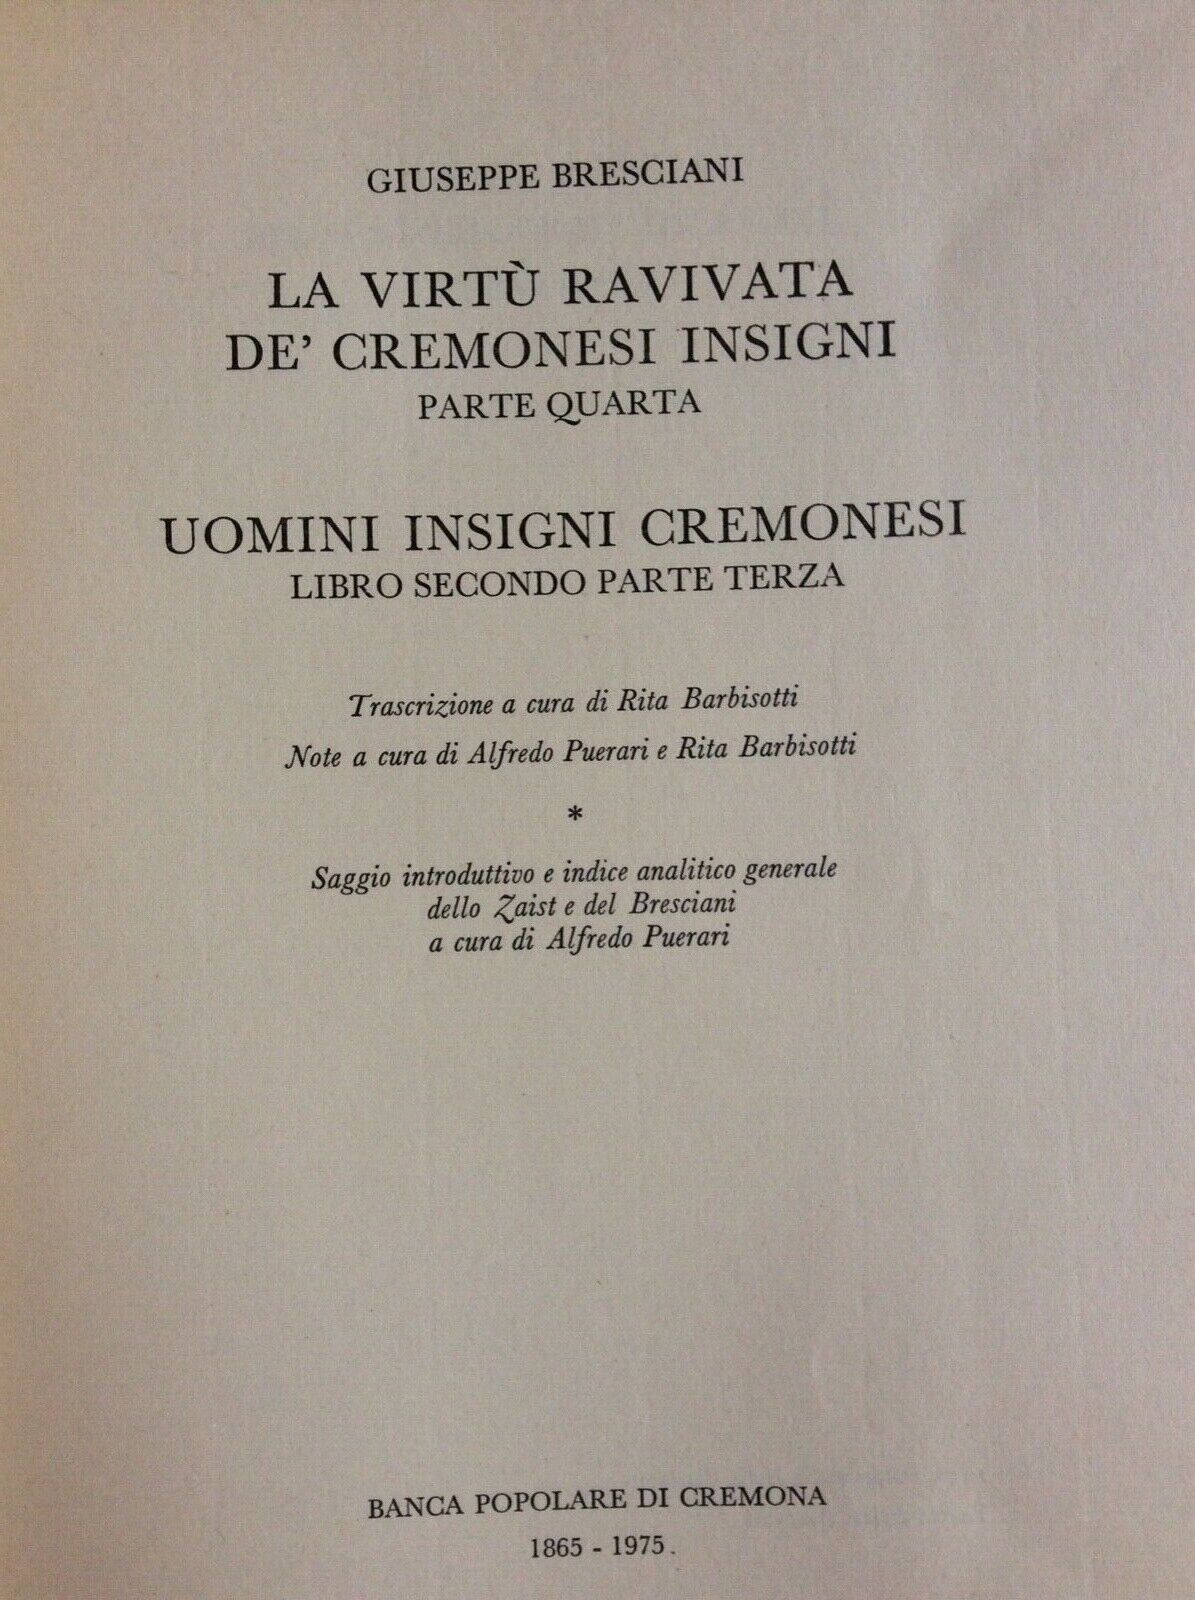 GIUSEPPE BRESCIANI
LA VIRTÙ RAVIVATA
DE’ CREMONESI INSIGNI
PARTE QUARTA
UOMINI INSIGNI CREMONESI
LIBRO SECONDO PARTE TERZA
Trascrizione a cura di Rita Barbisotti
Note a cura di Alfredo Puerari e Rita Barbisotti
*
Saggio introduttivo e indice analitico generale
dello Zaist e del Bresciani
a cura di Alfredo Puerari
BANCA POPOLARE DI CREMONA
1865 - 1975.